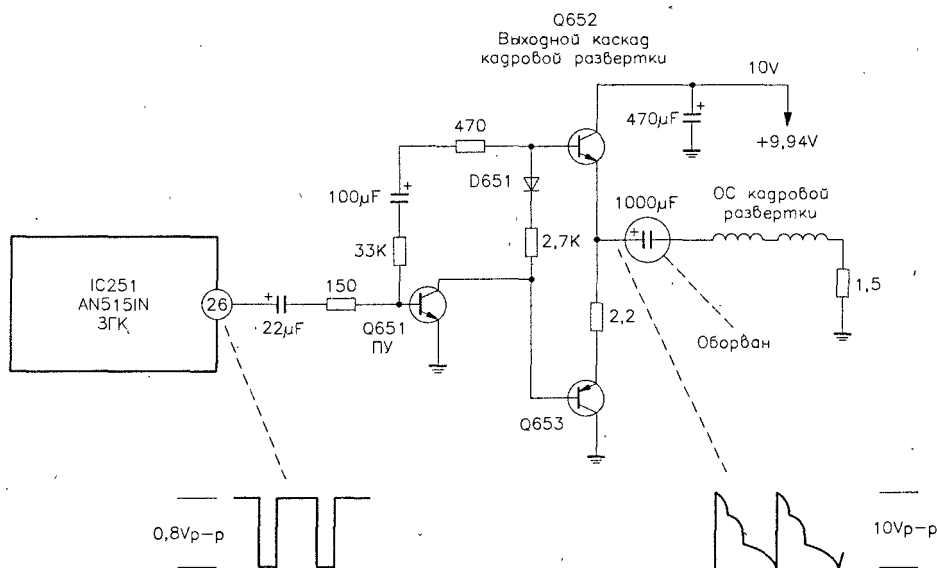 Q652
Выходной каскад
кадровой развертки
10V
470µF
+9,94V
470
D651
100µF
1000µF
ОС кадровой
развертки
33K
2,7K
IC251
AN515IN
ЗГК
26
150
22µF
Q651
ПУ
2,2
1,5
Оборван
Q653
0,8Vp-p
10Vp-p